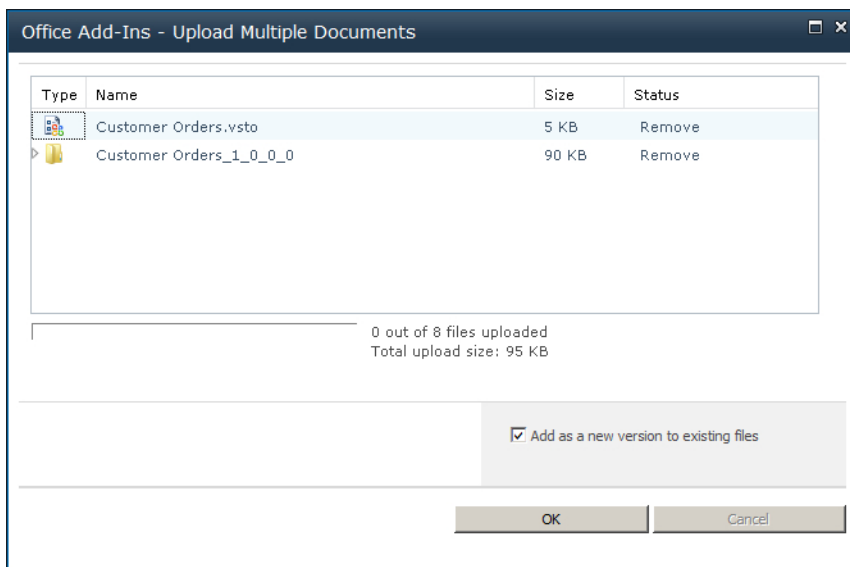 Office Add-Ins - Upload Multiple Documents
Type Name Size Status
Customer Orders.vsto 5 KB Remove
Customer Orders_1_0_0_0 90 KB Remove
0 out of 8 files uploaded
Total upload size: 95 KB
Add as a new version to existing files
OK Cancel